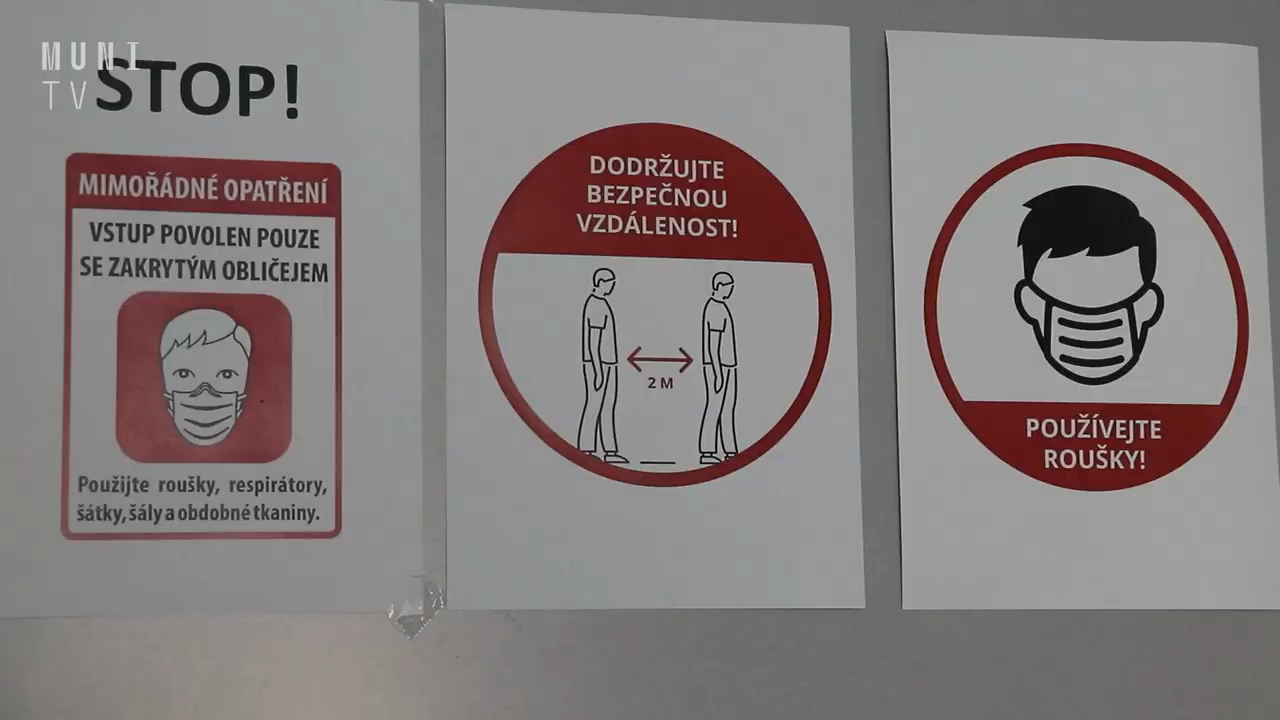 MUNI
TV
STOP!
MIMOŘÁDNÉ OPATŘENÍ
VSTUP POVOLEN POUZE
SE ZAKRYTÝM OBLIČEJEM
Použijte roušky, respirátory,
šátky, šály a obdobné tkaniny.
DODRŽUJTE
BEZPEČNOU
VZDÁLENOST!
2 M
POUŽÍVEJTE
ROUŠKY!